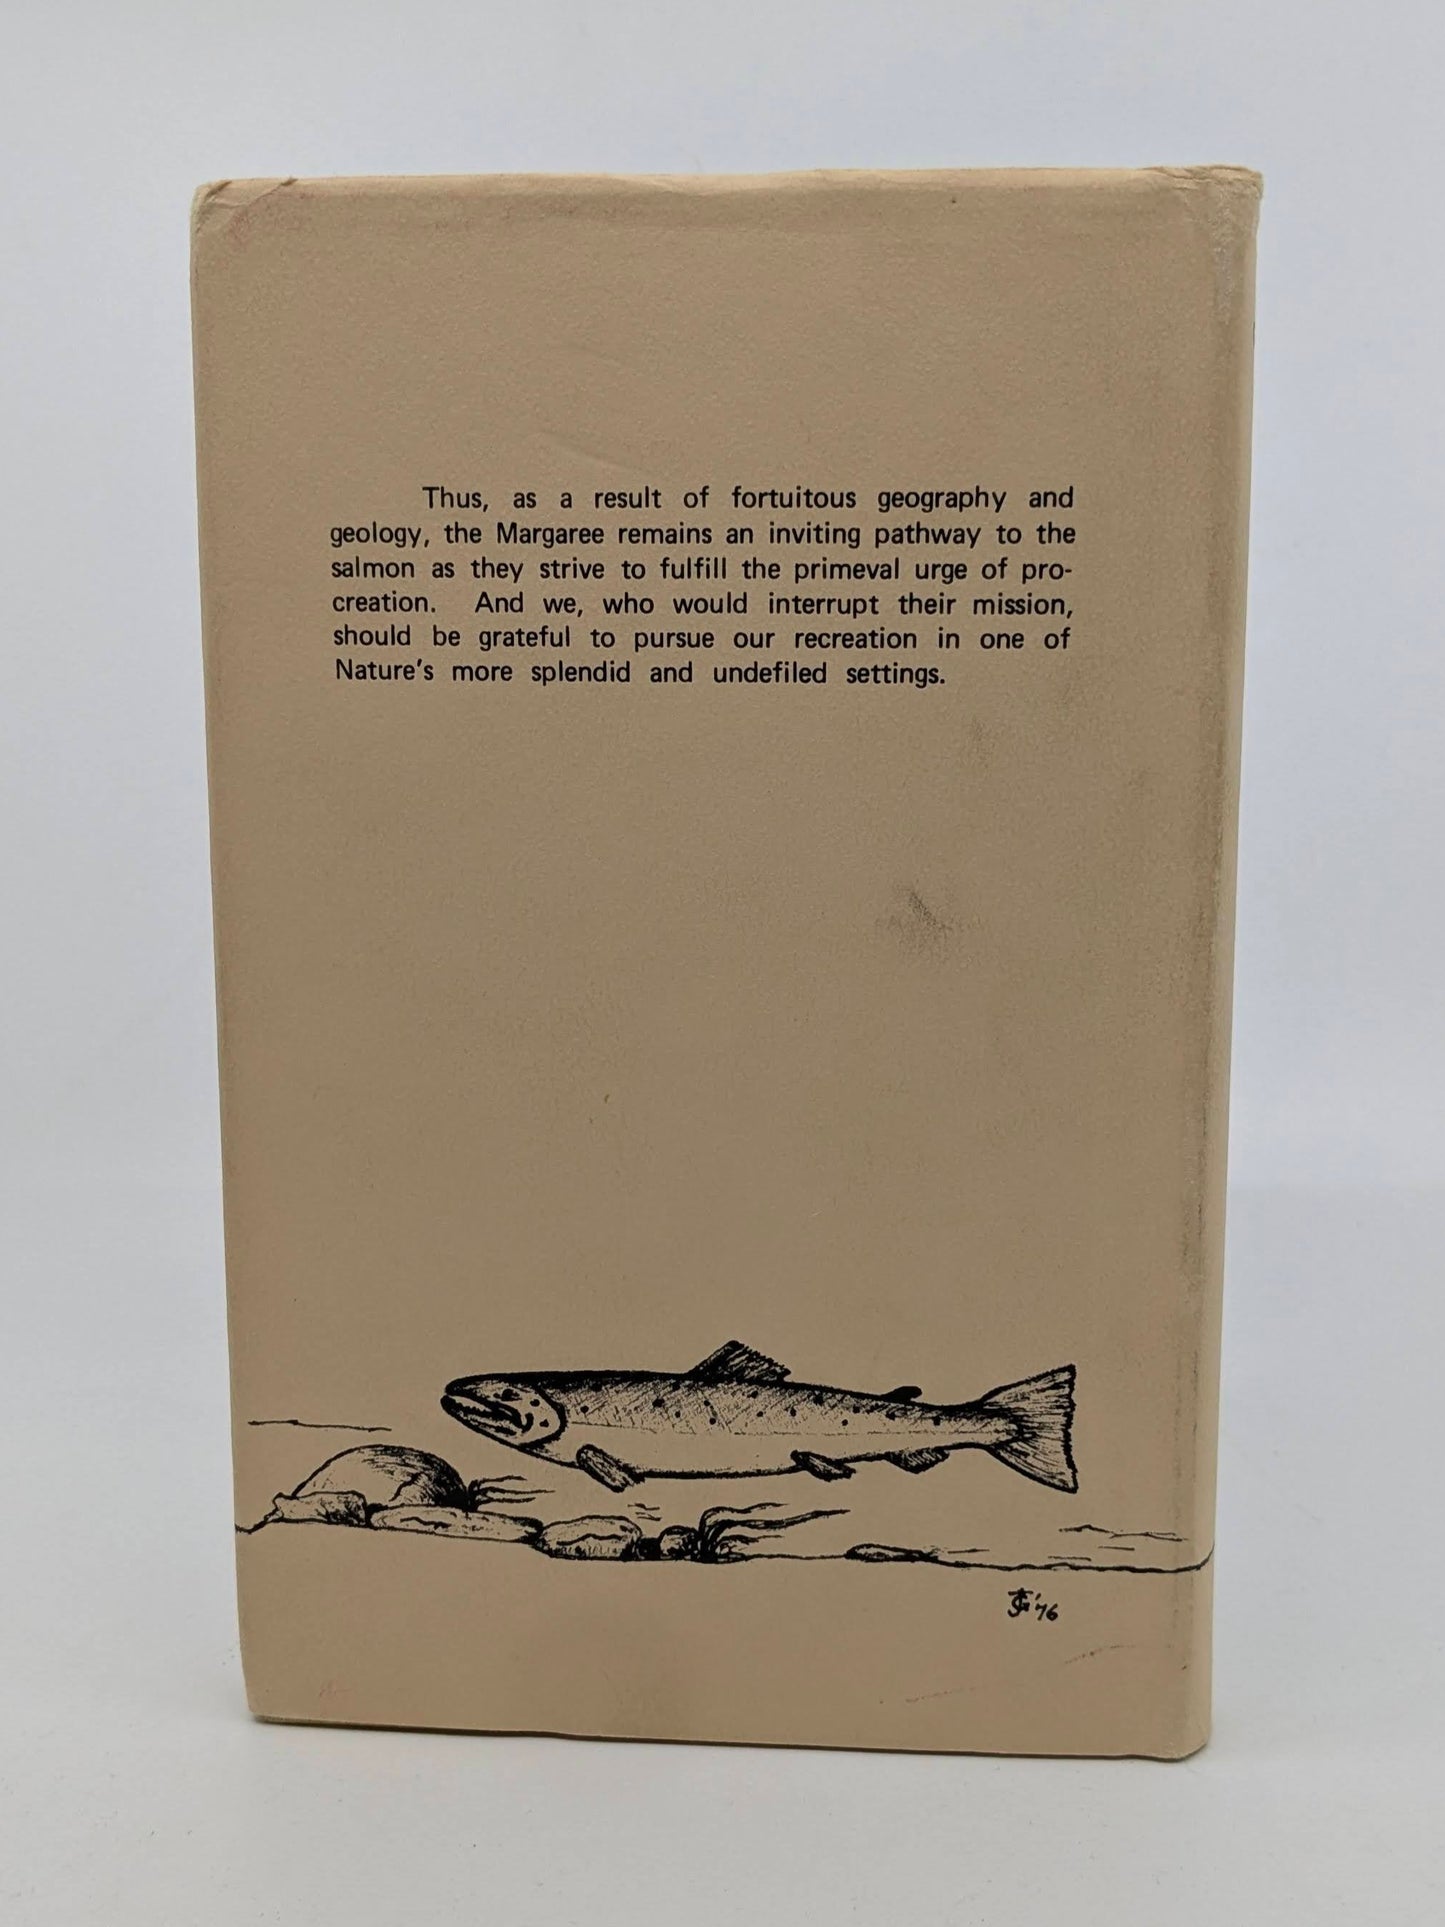 Thus, as a result of fortuitous geography and
geology, the Margaree remains an inviting pathway to the
salmon as they strive to fulfill the primeval urge of pro-
creation. And we, who would interrupt their mission,
should be grateful to pursue our recreation in one of
Nature's more splendid and undefiled settings.
'76